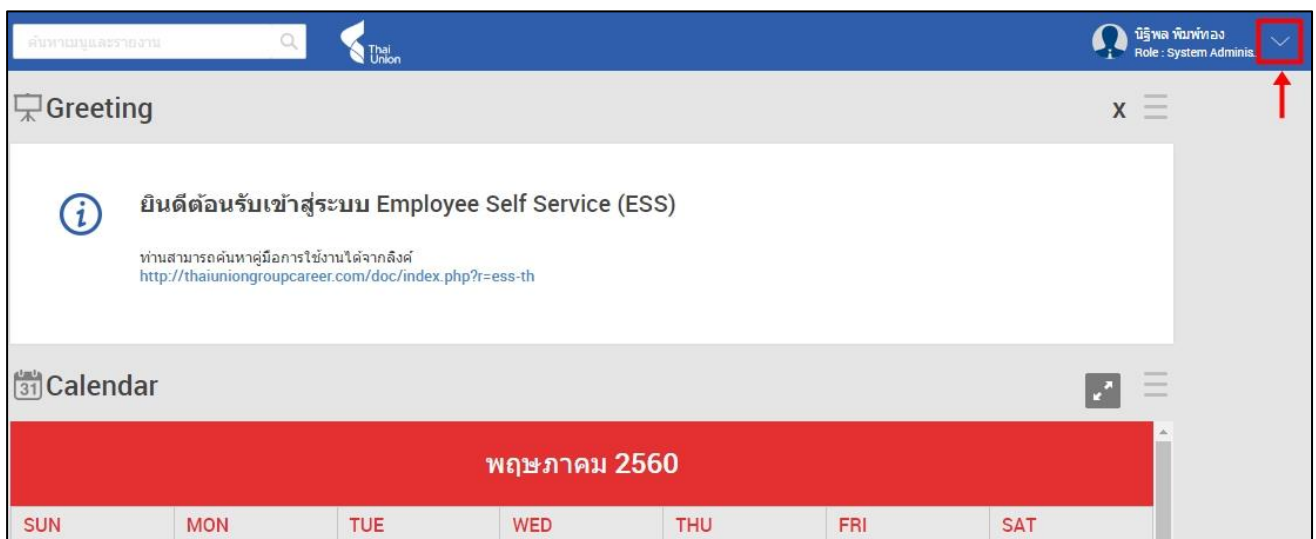 ค้นหาเมนูและรายงาน
Thai
Union
นิฐิพล พิมพ์ทอง
Role : System Adminis..
Greeting
X
i
ยินดีต้อนรับเข้าสู่ระบบ Employee Self Service (ESS)
ท่านสามารถค้นหาคู่มือการใช้งานได้จากลิงค์
http://thaiuniongroupcareer.com/doc/index.php?r=ess-th
31 Calendar
พฤษภาคม 2560
SUN MON TUE WED THU FRI SAT